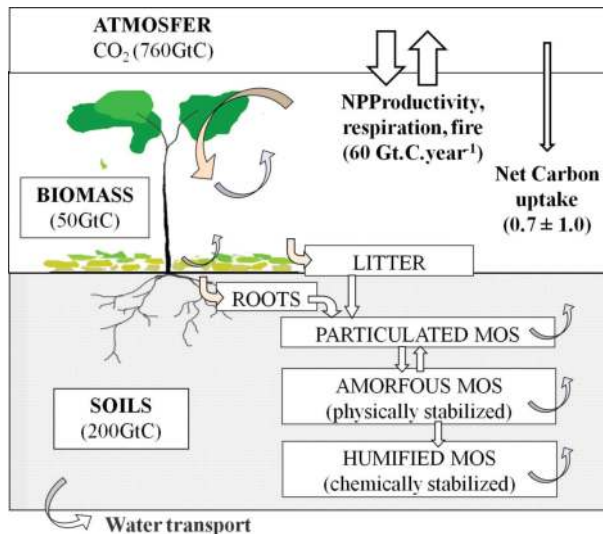 ATMOSFER
CO₂ (760GtC)
NPProductivity,
respiration, fire
(60 Gt.C.year⁻¹)
Net Carbon
uptake
(0.7 ± 1.0)
BIOMASS
(50GtC)
LITTER
ROOTS
PARTICULATED MOS
AMORFOUS MOS
(physically stabilized)
SOILS
(200GtC)
HUMIFIED MOS
(chemically stabilized)
Water transport